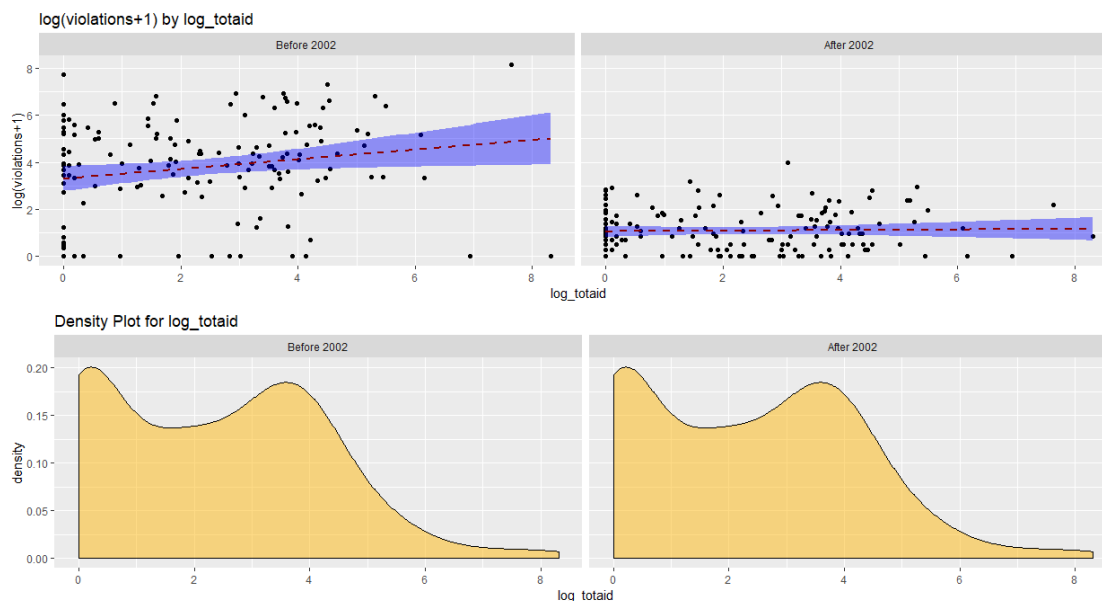 log(violations+1) by log_totaid
Before 2002
After 2002
log(violations+1)
8
6
4
2
0
0 2 4 6 8
0 2 4 6 8
log_totaid
Density Plot for log_totaid
Before 2002
After 2002
density
0.20
0.15
0.10
0.05
0.00
0 2 4 6 8
0 2 4 6 8
log_totaid